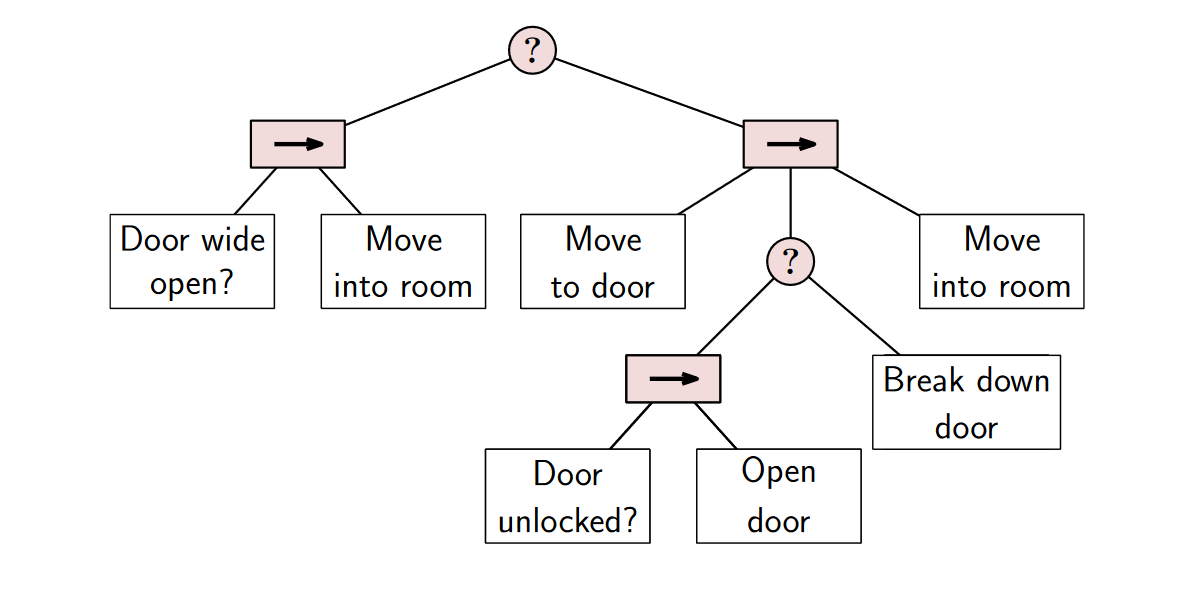 ?
Door wide
open?
Move
into room
Move
to door
?
Move
into room
Break down
door
Door
unlocked?
Open
door